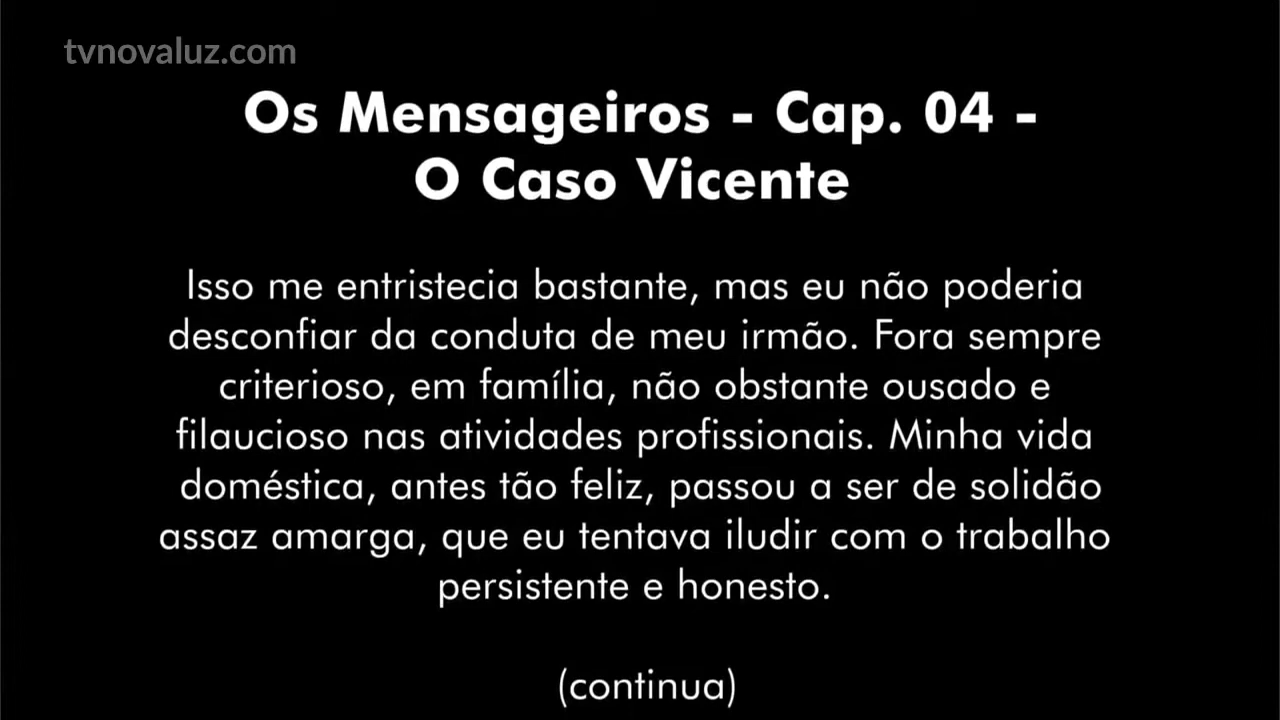 tvnovaluz.com
Os Mensageiros - Cap. 04 -
O Caso Vicente
Isso me entristecia bastante, mas eu não poderia
desconfiar da conduta de meu irmão. Fora sempre
criterioso, em família, não obstante ousado e
filaucioso nas atividades profissionais. Minha vida
doméstica, antes tão feliz, passou a ser de solidão
assaz amarga, que eu tentava iludir com o trabalho
persistente e honesto.
(continua)